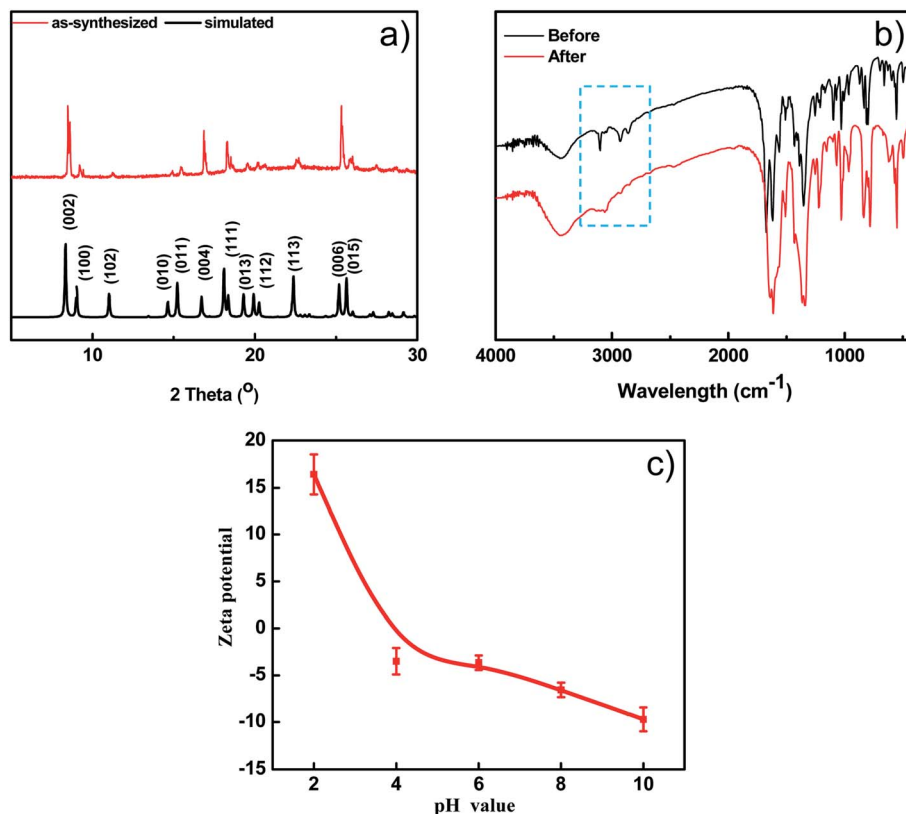 as-synthesized simulated a)
(002)
(100)
(102)
(010)
(011)
(004)
(111)
(013)
(112)
(113)
(006)
(015)
10 20 30
2 Theta (o)
Before b)
After
4000 3000 2000 1000
Wavelength (cm-1)
c)
20
15
10
5
0
-5
-10
-15
Zeta potential
2 4 6 8 10
pH value